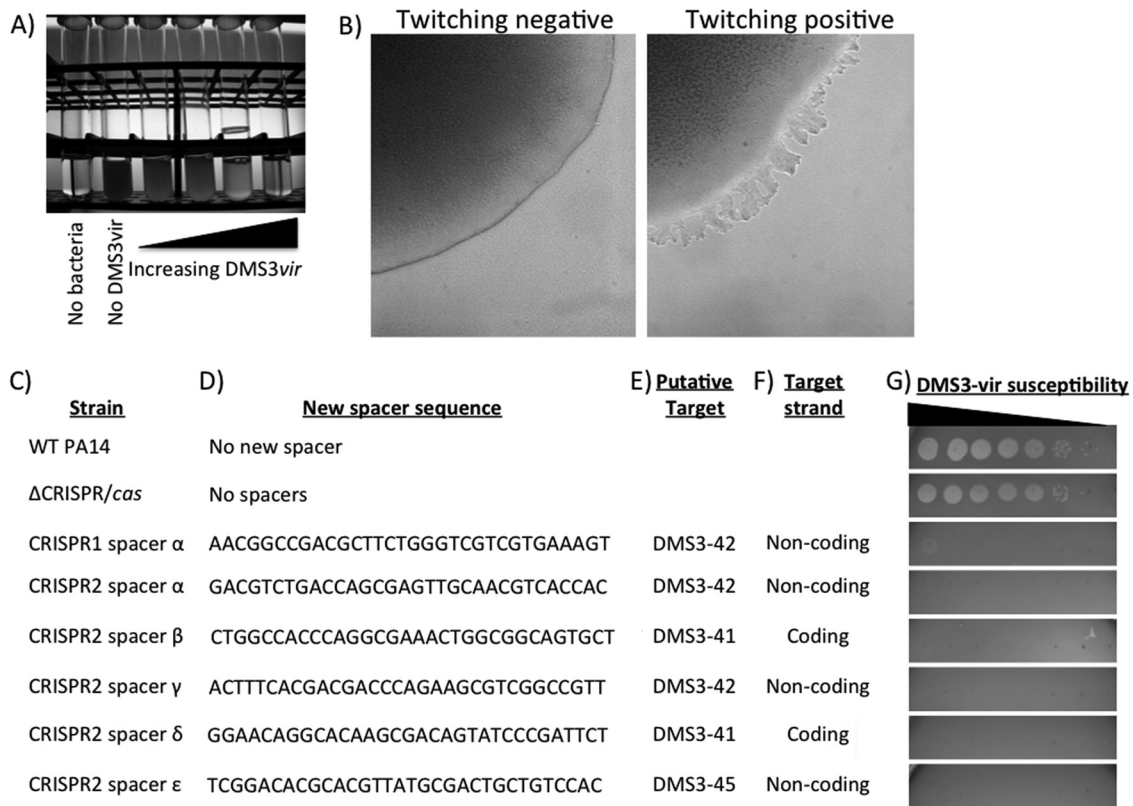 A)
No bacteria
No DMS3vir
Increasing DMS3vir
B)
Twitching negative
Twitching positive
C)
Strain
D)
New spacer sequence
E)
Putative
Target
F)
Target
strand
G)
DMS3-vir susceptibility
WT PA14
No new spacer
ΔCRISPR/cas
No spacers
CRISPR1 spacer α
AACGGCCGACGCTTCTGGGTCGTCGTGAAAGT
DMS3-42
Non-coding
CRISPR2 spacer α
GACGTCTGACCAGCGAGTTGCAACGTCACCAC
DMS3-42
Non-coding
CRISPR2 spacer β
CTGGCCACCCAGGCGAAACTGGCGGCAGTGCT
DMS3-41
Coding
CRISPR2 spacer γ
ACTTTCACGACGACCCAGAAGCGTCGGCCGTT
DMS3-42
Non-coding
CRISPR2 spacer δ
GGAACAGGCACAAGCGACAGTATCCCGATTCT
DMS3-41
Coding
CRISPR2 spacer ε
TCGGACACGCACGTTATGCGACTGCTGTCCAC
DMS3-45
Non-coding